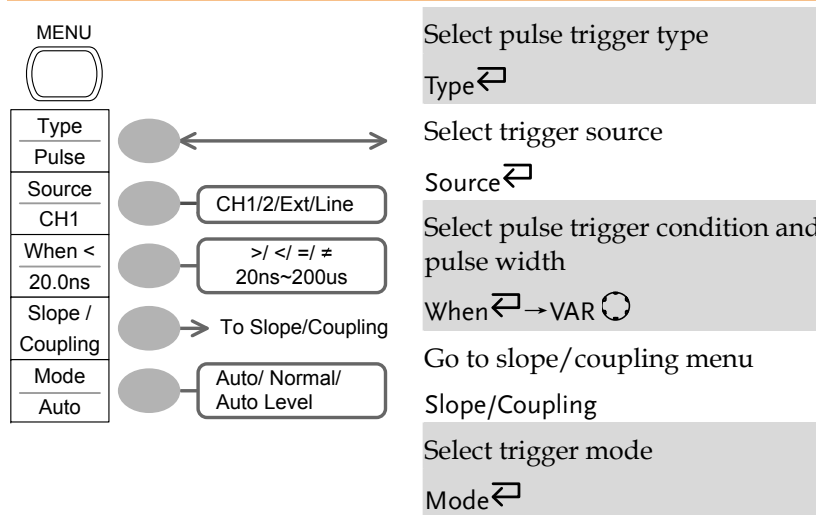 MENU
Type
Pulse
Source
CH1
When <
20.0ns
Slope /
Coupling
Mode
Auto
CH1/2/Ext/Line
>/ </ =/ ≠
20ns~200us
To Slope/Coupling
Auto/ Normal/
Auto Level
Select pulse trigger type
Type
Select trigger source
Source
Select pulse trigger condition and
pulse width
When→VAR
Go to slope/coupling menu
Slope/Coupling
Select trigger mode
Mode